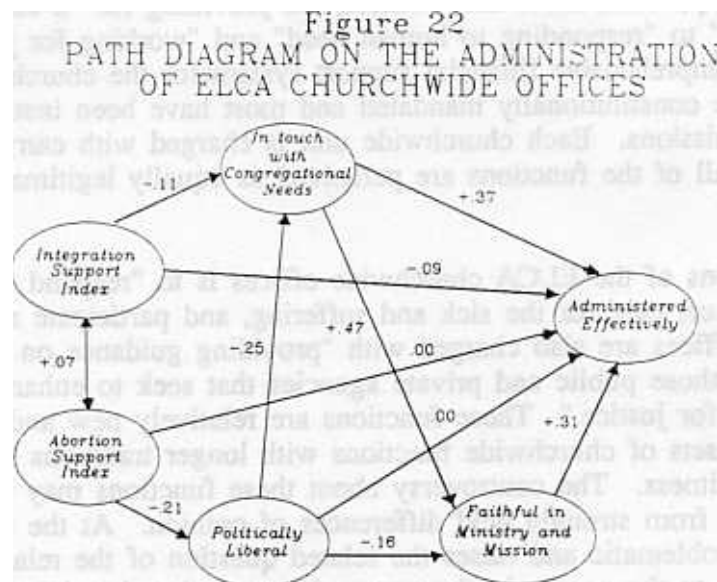 Figure 22
PATH DIAGRAM ON THE ADMINISTRATION
OF ELCA CHURCHWIDE OFFICES
In touch
with
Congregational
Needs
-.11
+.37
Integration
Support
Index
-.09
Administered
Effectively
+.07
-.25
+.47
.00
.00
+.31
Abortion
Support
Index
-.21
Politically
Liberal
-.16
Faithful in
Ministry and
Mission